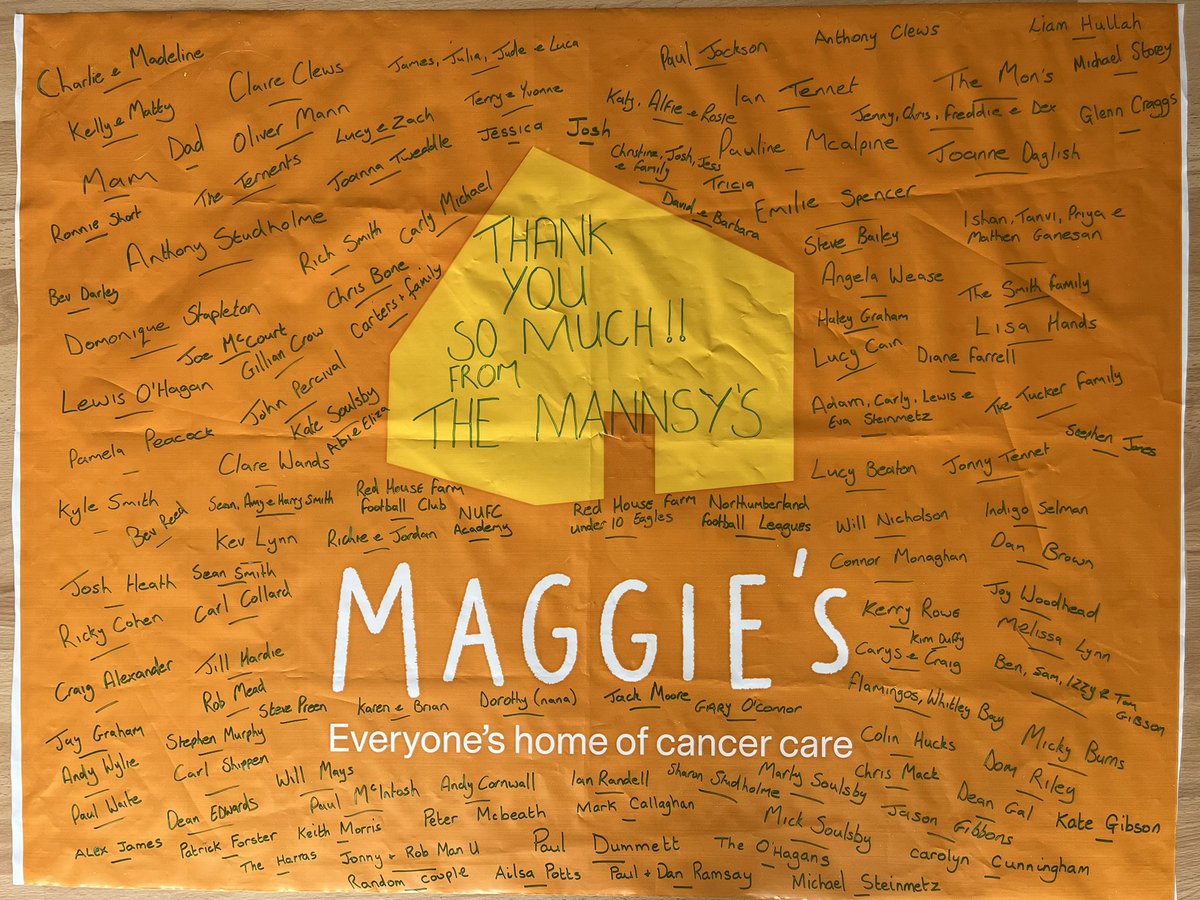 Charlie e Madeline
Claire Clews
James, Julia, Jude e Luca
Paul Jackson
Anthony Clews
Liam Hullah
Kelly e Matty
Dad
Oliver Mann
Lucy e Zach
Terry e Yvonne
Jessica
Josh
Katy, Alfie e Rosie
Ian Tennet
The Mon's
Michael Storey
Jenny, Chris, Freddie e Dex
Glenn Craggs
Mam
The Ternents
Joanna Tweddle
Christine, Josh, Jess
e family
Pauline Mcalpine
Joanne Daglish
Tricia
David e Barbara
Emilie Spencer
Ronnie Short
Anthony Studholme
Rich Smith
Carly Michael
Steve Bailey
Ishan, Tanvi, Priya e
Mathen Ganesan
Bev Darley
Chris Bone
Angela Wease
The Smith family
Domonique Stapleton
Joe McCourt
Gillian Crow
Carters + family
Haley Graham
Lisa Hands
THANK
YOU
SO MUCH!!
FROM
THE MANNSY'S
Lewis O'Hagan
John Percival
Kate Soulsby
Abi e Eliza
Lucy Cain
Diane Farrell
Adam, Carly, Lewis e
Eva Steinmetz
The Tucker Family
Pamela Peacock
Clare Wands
Lucy Beaton
Jonny Tennet
Stephen Jones
Kyle Smith
Bev Reed
Sean, Amy e Harry Smith
Red House Farm
Football Club
NUFC
Academy
Red House Farm
under 10 Eagles
Northumberland
football Leagues
Will Nicholson
Indigo Selman
Kev Lynn
Richie e Jordan
Connor Monaghan
Dan Brown
Josh Heath
Sean Smith
Carl Collard
Ricky Cohen
Kerry Rowe
Joy Woodhead
MAGGIE's
Kim Duffy
Carys e Craig
Melissa Lynn
Craig Alexander
Jill Hardie
Ben, Sam, Izzy e Tom
Gibson
Rob Mead
Steve Preen
Karen e Brian
Dorothy (nana)
Jack Moore
Gary O'connor
Flamingos, Whitley Bay
Jay Graham
Stephen Murphy
Everyone's home of cancer care
Colin Hucks
Micky Burns
Andy Wylie
Carl Shippen
Will Mays
Paul McIntosh
Andy Cornwall
Ian Randell
Sharon Studholme
Marty Soulsby
Chris Mack
Dom Riley
Paul Waite
Dean Edwards
Peter Mcbeath
Mark Callaghan
Mick Soulsby
Jaison Gibbons
Dean Gal
Kate Gibson
Alex James
Patrick Forster
Keith Morris
The Harras
Jonny + Rob Man U
Paul Dummett
The O'Hagans
Carolyn Cunningham
Random couple
Ailsa Potts
Paul + Dan Ramsay
Michael Steinmetz